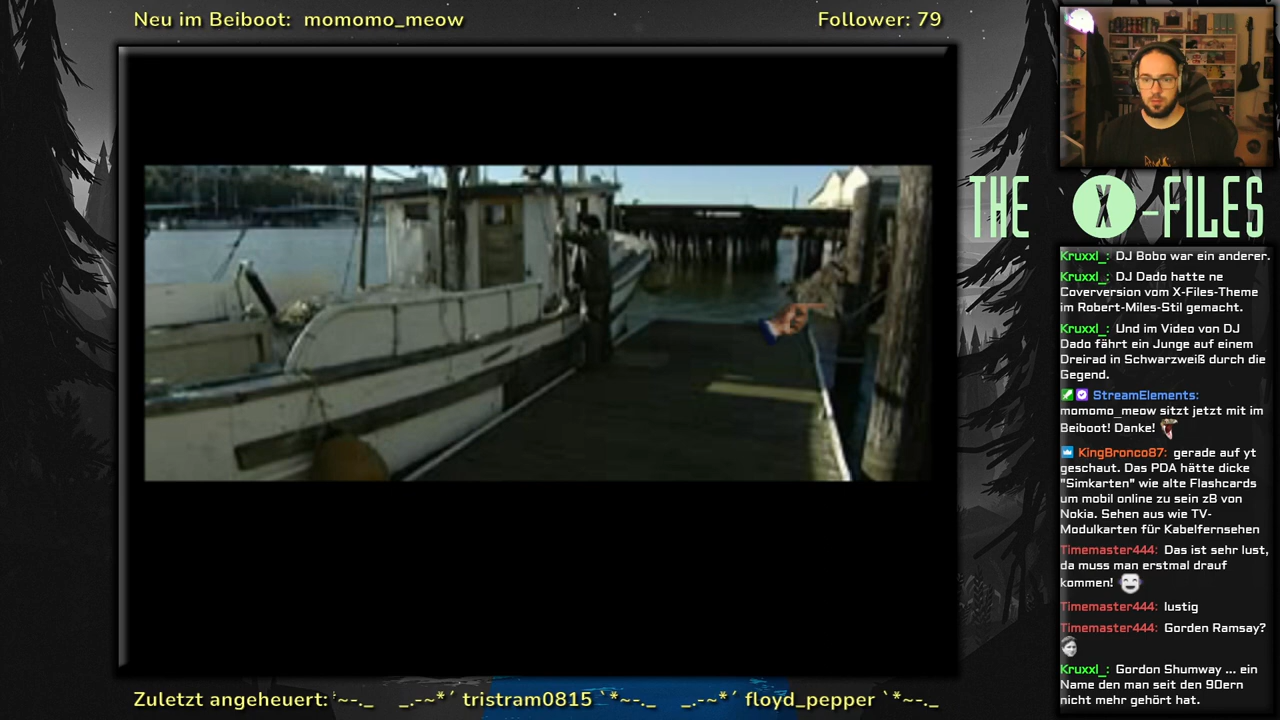 Neu im Beiboot: momomo_meow
Follower: 79
THE X-FILES
Kruxxl_: DJ Bobo war ein anderer.
Kruxxl_: DJ Dado hatte ne
Coverversion vom X-Files-Theme
im Robert-Miles-Stil gemacht.
Kruxxl_: Und im Video von DJ
Dado fährt ein Junge auf einem
Dreirad in Schwarzweiß durch die
Gegend.
StreamElements:
momomo_meow sitzt jetzt mit im
Beiboot! Danke!
KingBronco87: gerade auf yt
geschaut. Das PDA hätte dicke
"Simkarten" wie alte Flashcards
um mobil online zu sein zB von
Nokia. Sehen aus wie TV-
Modulkarten für Kabelfernsehen
Timemaster444: Das ist sehr lust,
da muss man erstmal drauf
kommen!
Timemaster444: lustig
Timemaster444: Gorden Ramsay?
Kruxxl_: Gordon Shumway ... ein
Name den man seit den 90ern
nicht mehr gehört hat.
Zuletzt angeheuert: *~-._ _.-~*´ tristram0815 `*~-._ _.-~*´ floyd_pepper `*~-._